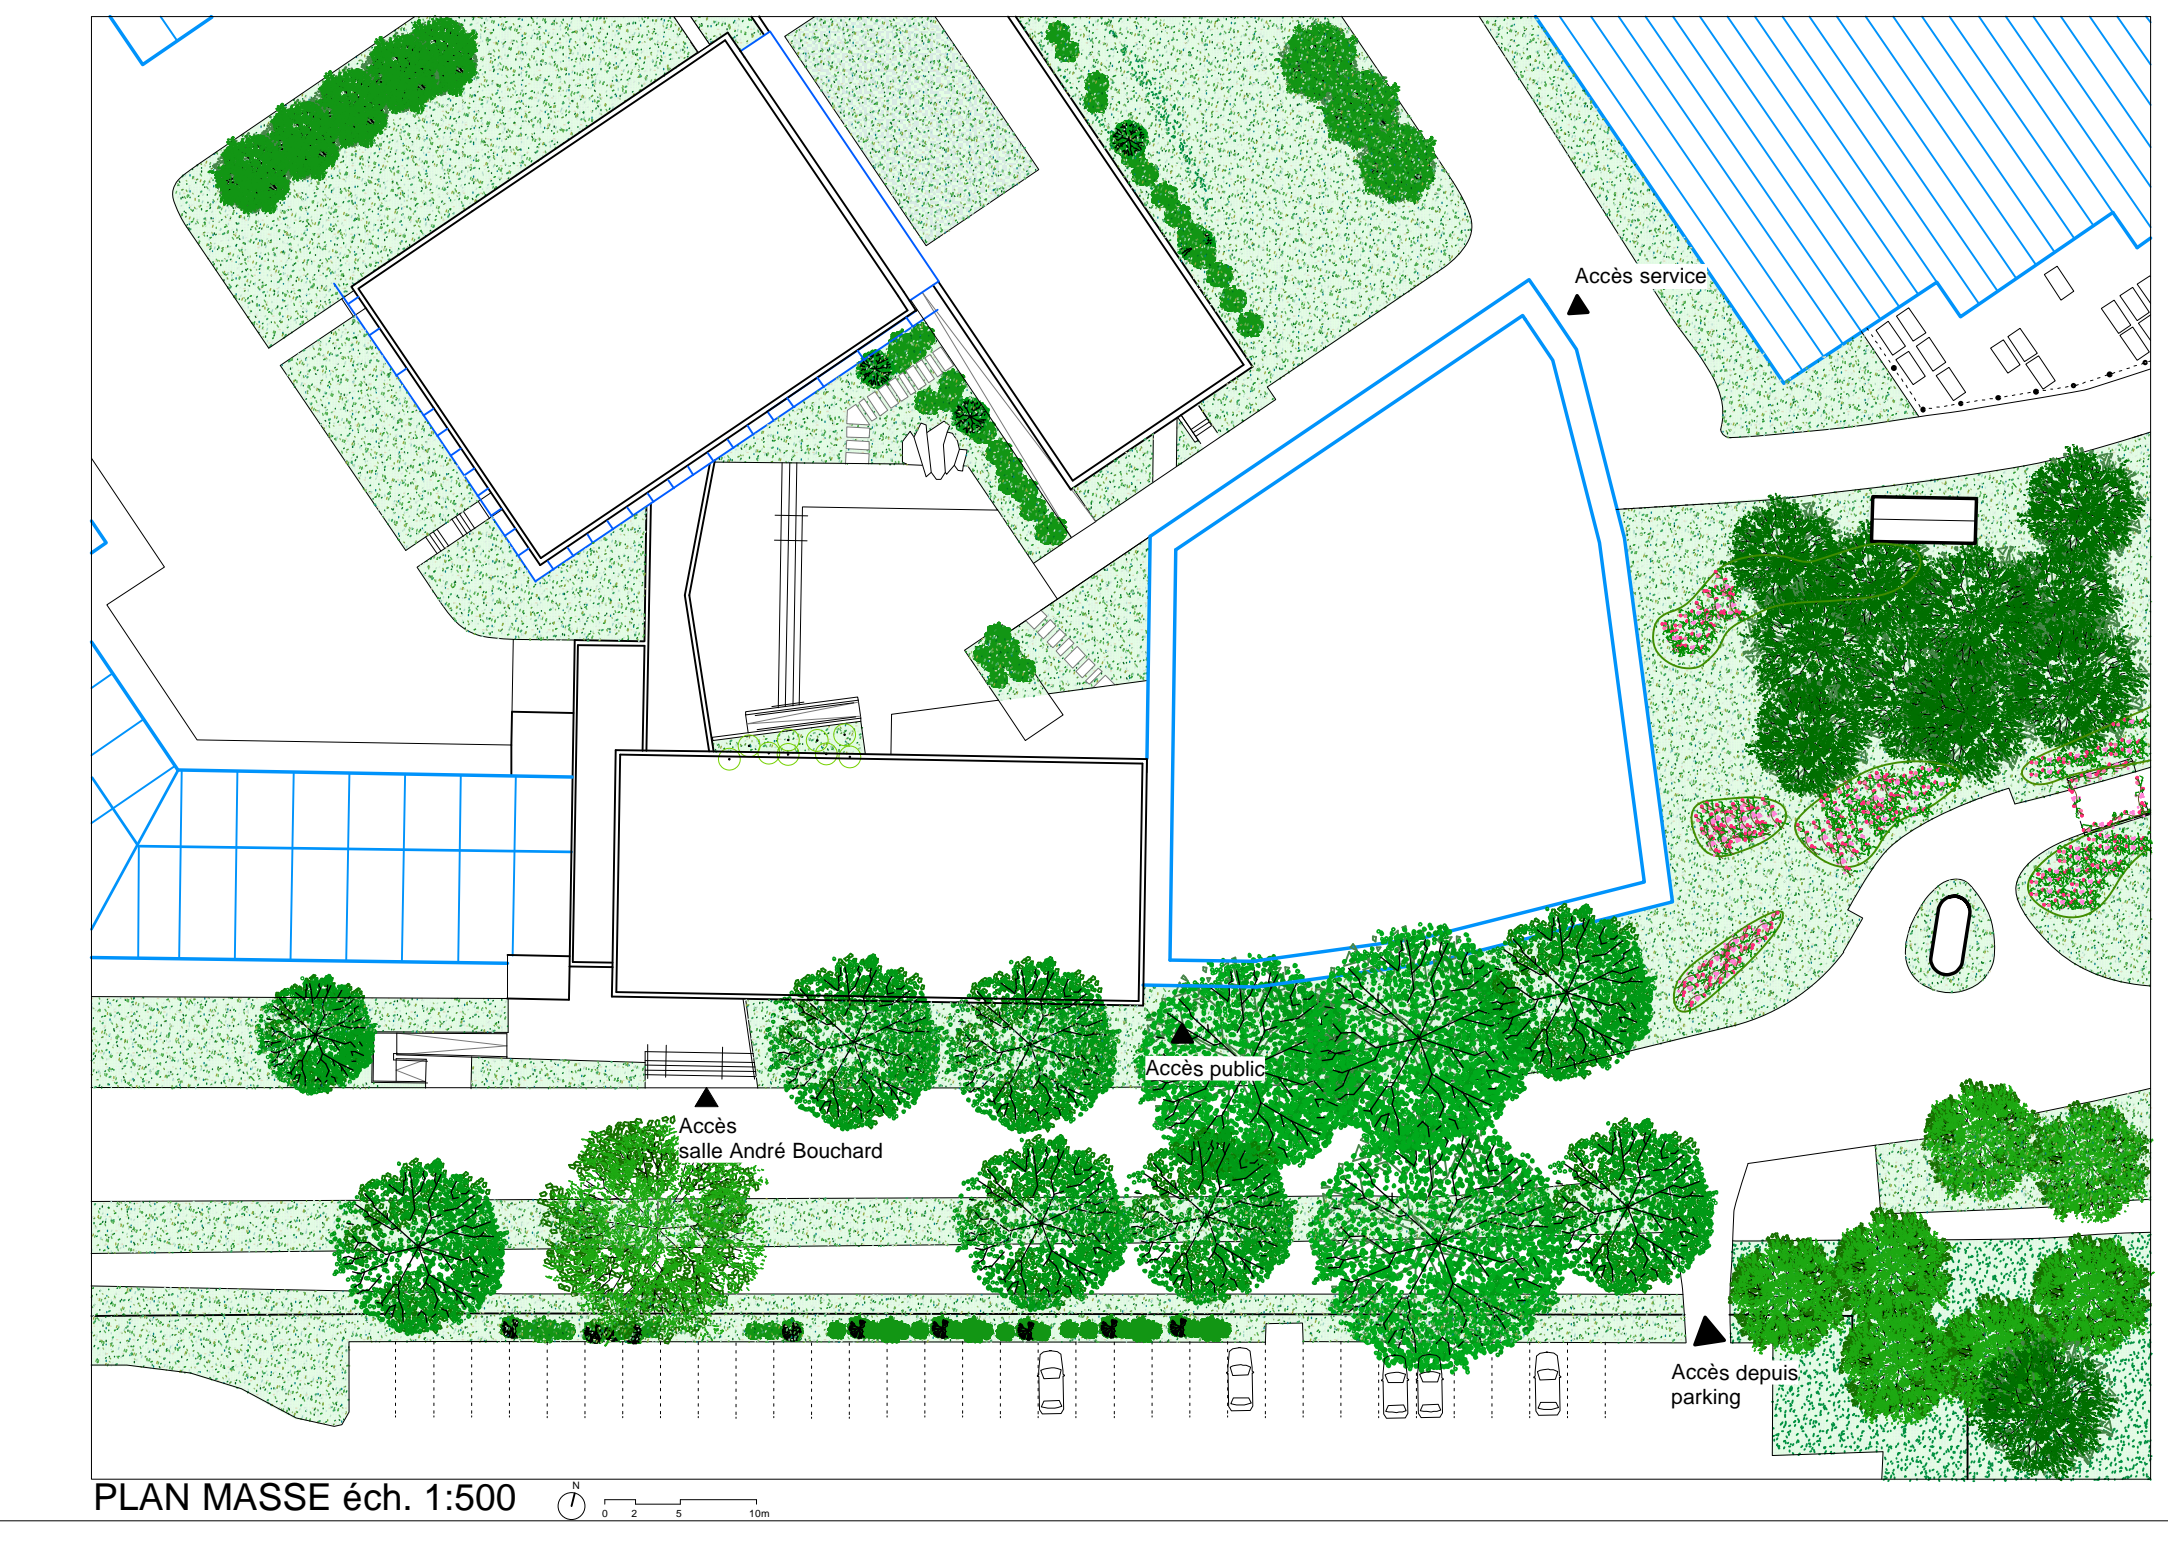 Accès service
Accès public
Accès
salle André Bouchard
Accès depuis
parking
PLAN MASSE éch. 1:500
N
0 2 5 10m